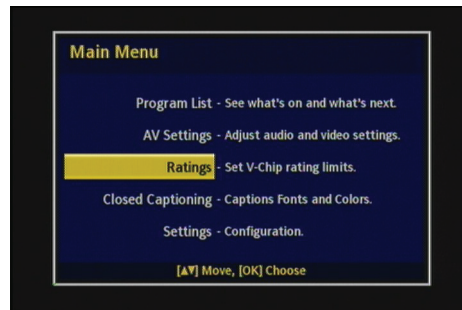 Main Menu
Program List - See what's on and what's next.
AV Settings - Adjust audio and video settings.
Ratings - Set V-Chip rating limits.
Closed Captioning - Captions Fonts and Colors.
Settings - Configuration.
[▲▼] Move, [OK] Choose